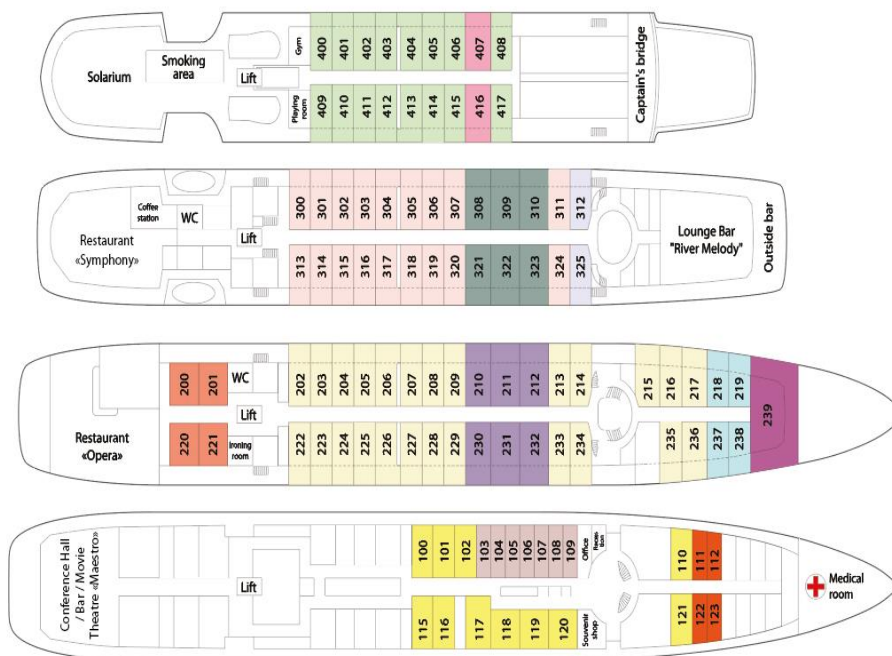 Solarium
Smoking
area
Lift
Gym
Playing
room
400 401 402 403 404 405 406 407 408
409 410 411 412 413 414 415 416 417
Captain's bridge
Coffee
station
WC
Restaurant
«Symphony»
Lift
300 301 302 303 304 305 306 307 308 309 310 311 312
313 314 315 316 317 318 319 320 321 322 323 324 325
Lounge Bar
"River Melody"
Outside bar
Restaurant
«Opera»
200 201
WC
Lift
220 221
Ironing
room
202 203 204 205 206 207 208 209 210 211 212 213 214
222 223 224 225 226 227 228 229 230 231 232 233 234
215 216 217 218 219
235 236 237 238
239
Conference Hall
/ Bar / Movie
Theatre «Maestro»
Lift
100 101 102 103 104 105 106 107 108 109
Office
Recep-
tion
115 116 117 118 119 120
Souvenir
shop
110 111 112
121 122 123
Medical
room